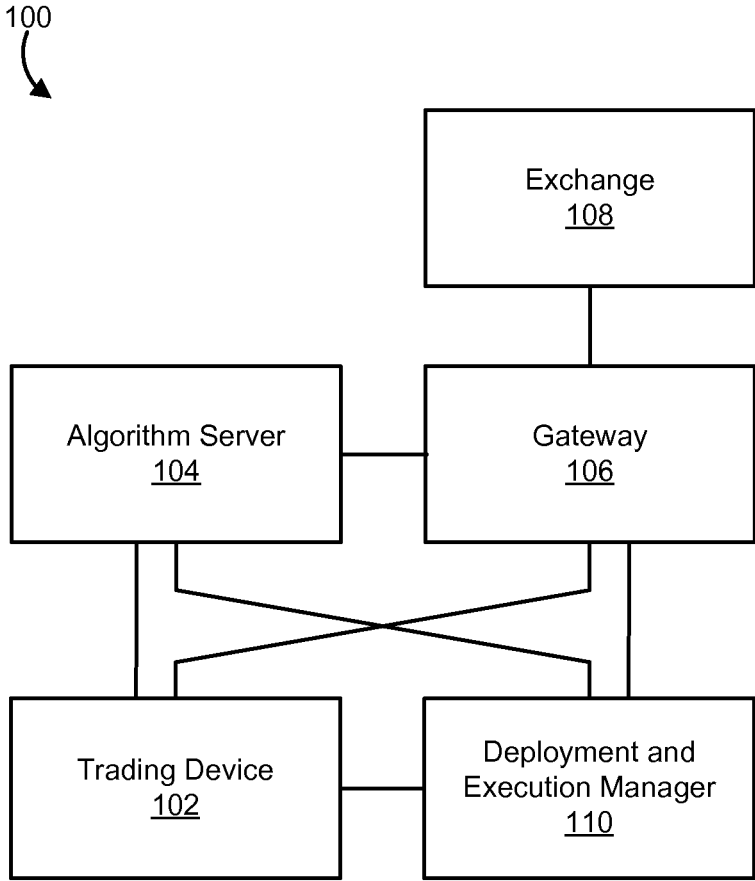 100
Exchange
108
Algorithm Server
104
Gateway
106
Trading Device
102
Deployment and
Execution Manager
110